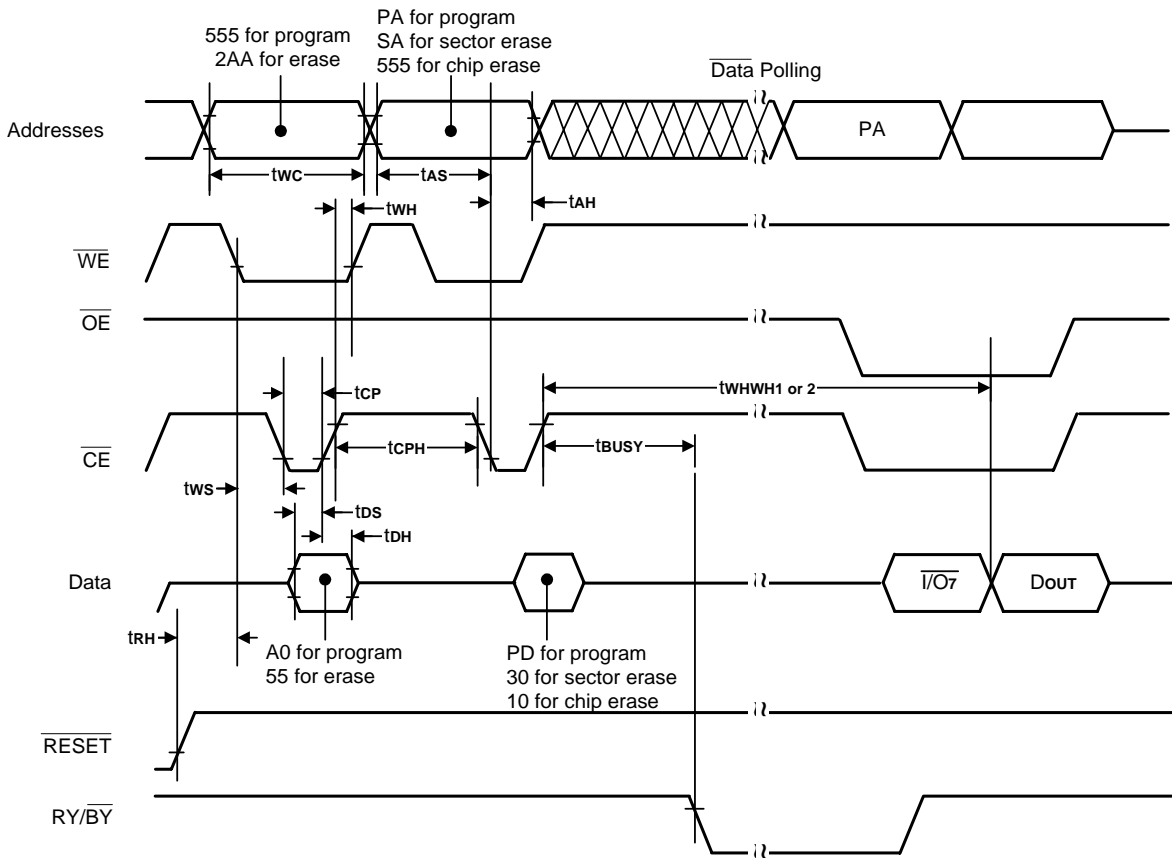 555 for program
2AA for erase
PA for program
SA for sector erase
555 for chip erase
Data Polling
Addresses
PA
tWC
tAS
tAH
tWH
WE
OE
tWHWH1 or 2
tCP
CE
tCPH
tBUSY
tWS
tDS
tDH
Data
I/O7
DOUT
tRH
A0 for program
55 for erase
PD for program
30 for sector erase
10 for chip erase
RESET
RY/BY